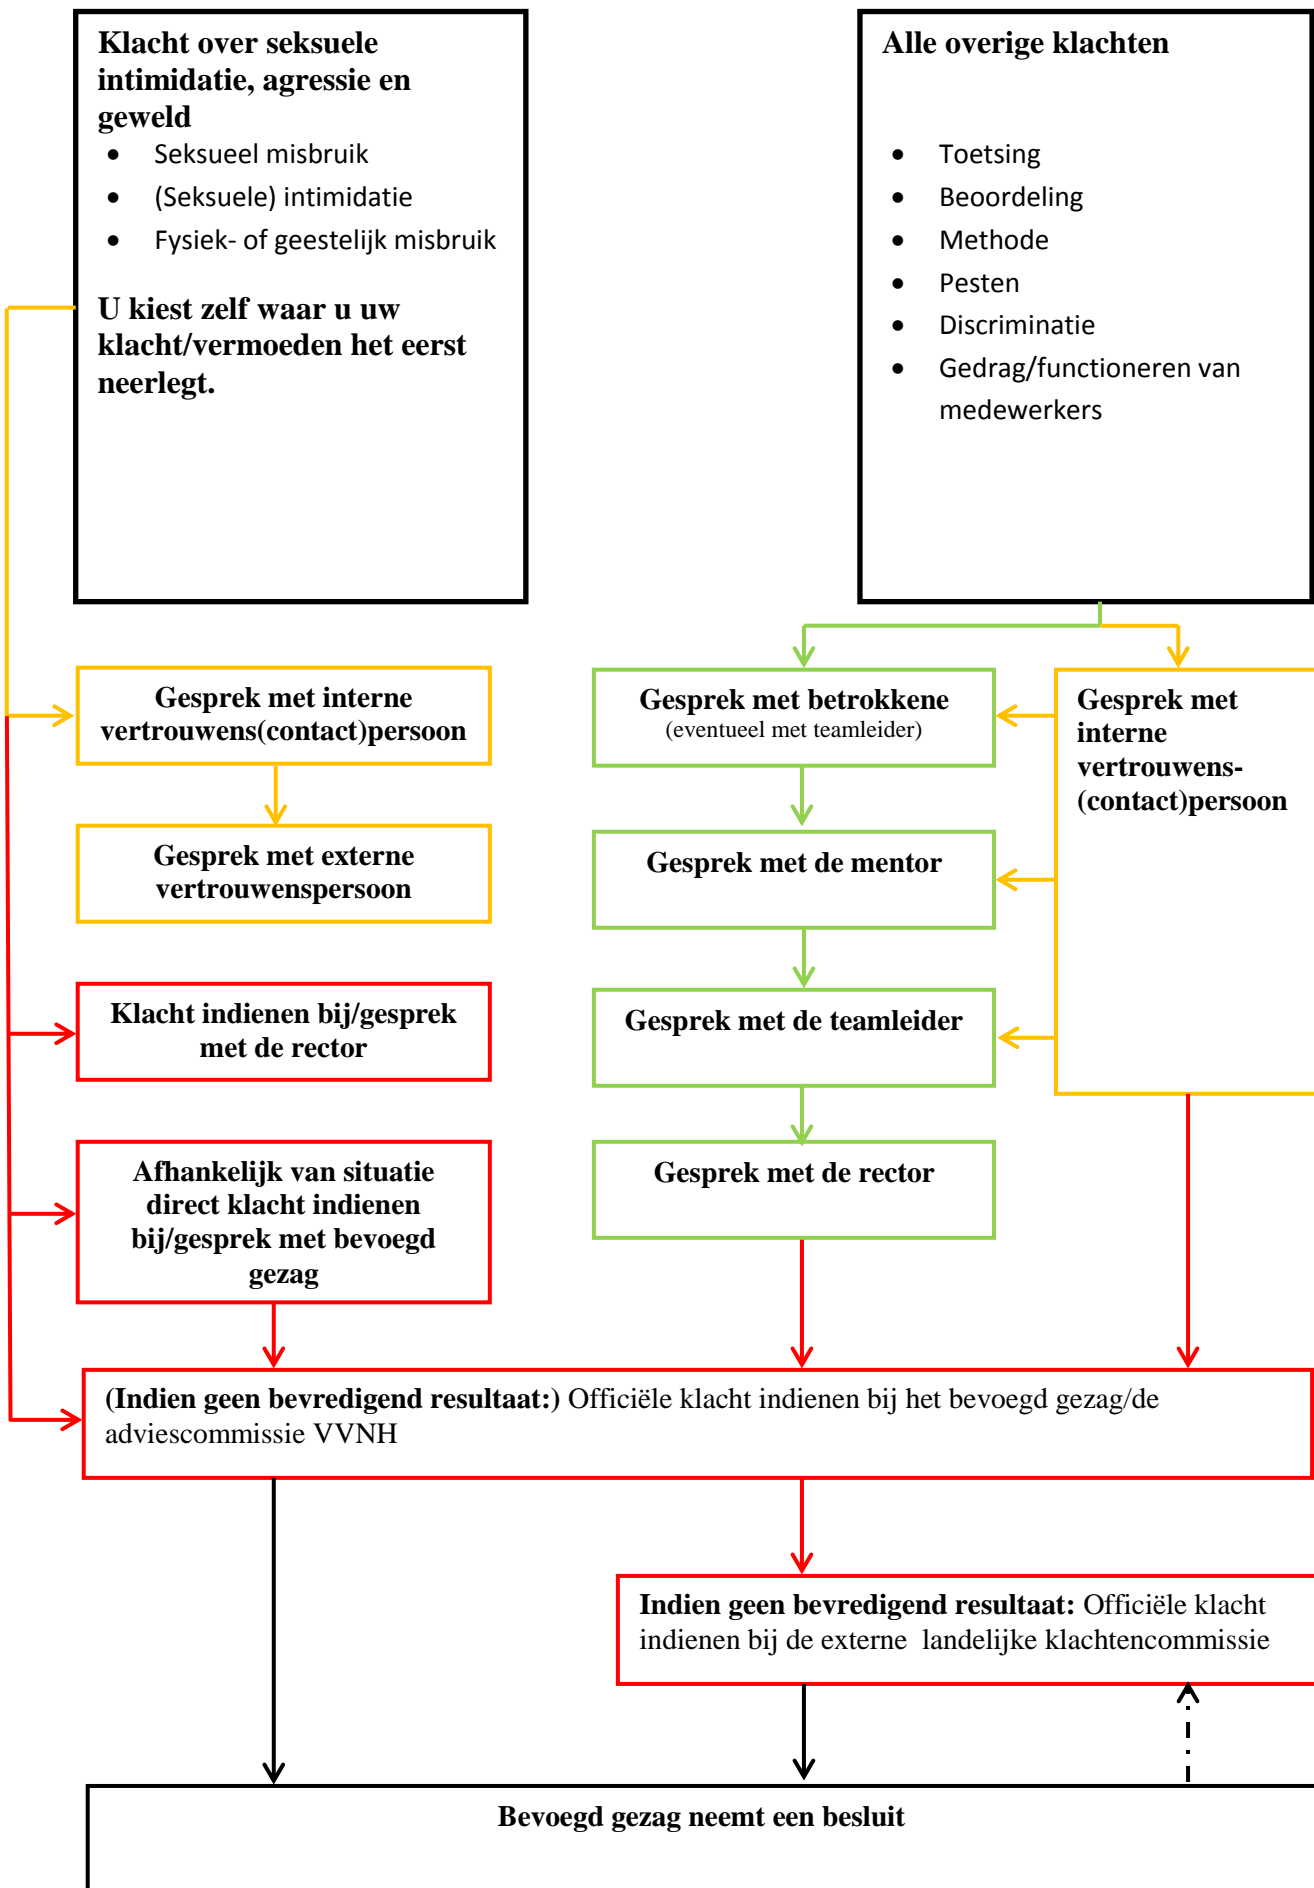 Klacht over seksuele
intimidatie, agressie en
geweld
• Seksueel misbruik
• (Seksuele) intimidatie
• Fysiek- of geestelijk misbruik
U kiest zelf waar u uw
klacht/vermoeden het eerst
neerlegt.
Alle overige klachten
• Toetsing
• Beoordeling
• Methode
• Pesten
• Discriminatie
• Gedrag/functioneren van
medewerkers
Gesprek met interne
vertrouwens(contact)persoon
Gesprek met externe
vertrouwenspersoon
Klacht indienen bij/gesprek
met de rector
Afhankelijk van situatie
direct klacht indienen
bij/gesprek met bevoegd
gezag
Gesprek met betrokkene
(eventueel met teamleider)
Gesprek met de mentor
Gesprek met de teamleider
Gesprek met de rector
Gesprek met
interne
vertrouwens-
(contact)persoon
(Indien geen bevredigend resultaat:) Officiële klacht indienen bij het bevoegd gezag/de
adviescommissie VVNH
Indien geen bevredigend resultaat: Officiële klacht
indienen bij de externe  landelijke klachtencommissie
Bevoegd gezag neemt een besluit